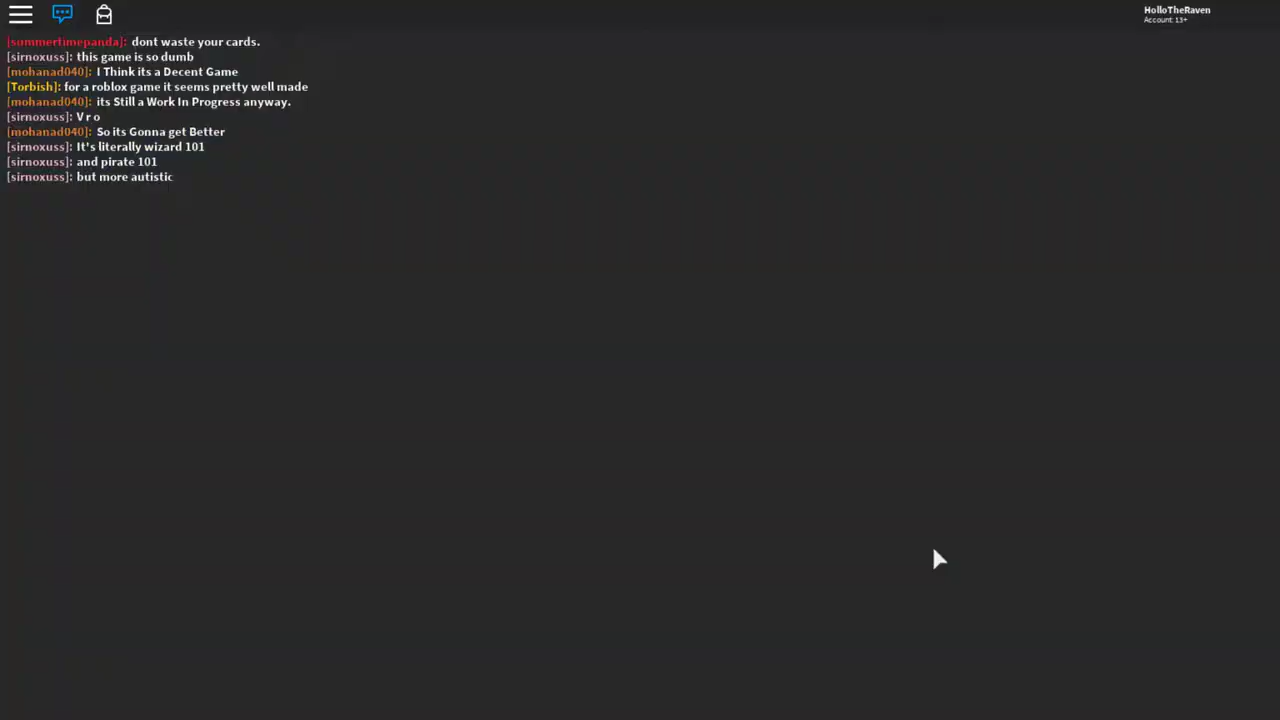 HolloTheRaven
Account: 13+
[summertimepanda]: dont waste your cards.
[sirnoxuss]: this game is so dumb
[mohanad040]: I Think its a Decent Game
[Torbish]: for a roblox game it seems pretty well made
[mohanad040]: its Still a Work In Progress anyway.
[sirnoxuss]: V r o
[mohanad040]: So its Gonna get Better
[sirnoxuss]: It's literally wizard 101
[sirnoxuss]: and pirate 101
[sirnoxuss]: but more autistic